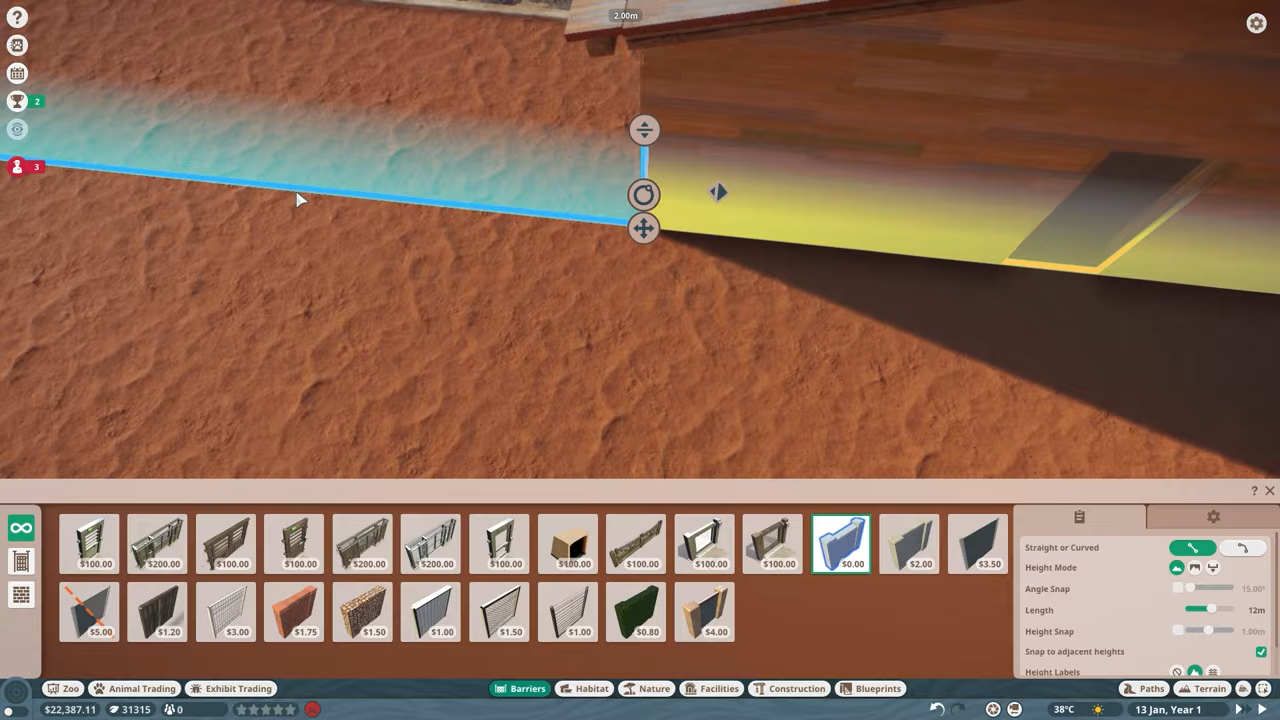 2.00m
?
2
3
? ×
$100.00 $200.00 $100.00 $100.00 $200.00 $200.00 $100.00 $100.00 $100.00 $100.00 $100.00 $0.00 $2.00 $3.50
$5.00 $1.20 $3.00 $1.75 $1.50 $1.00 $1.50 $1.00 $0.80 $4.00
Straight or Curved
Height Mode
Angle Snap 15.00°
Length 12m
Height Snap 1.00m
Snap to adjacent heights
Height Labels
Zoo Animal Trading Exhibit Trading Barriers Habitat Nature Facilities Construction Blueprints Paths Terrain
$22,387.11 31315 0 38°C 13 Jan, Year 1